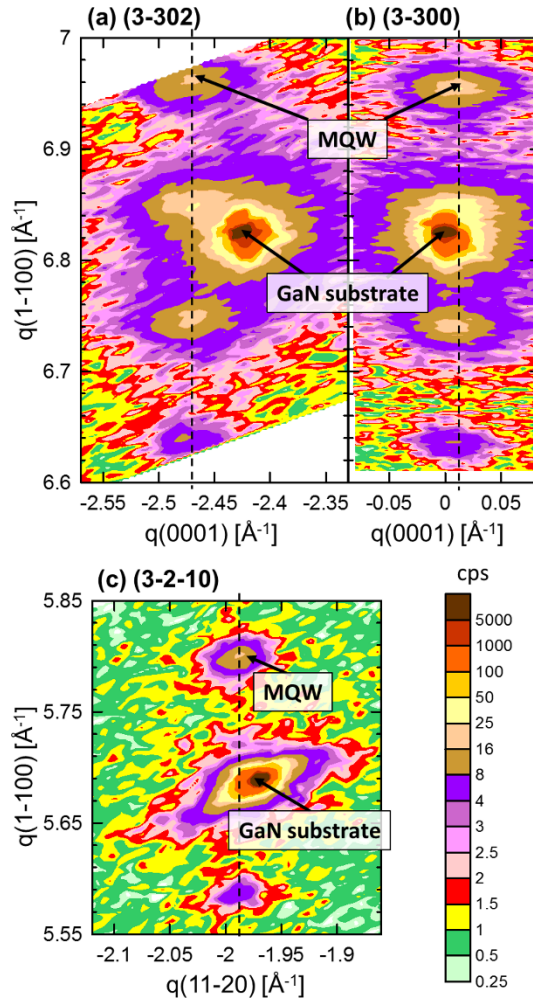 (a) (3-302)
(b) (3-300)
7
6.9
6.8
6.7
6.6
q(1-100) [Å⁻¹]
MQW
GaN substrate
-2.55 -2.5 -2.47 -2.4 -2.35
-0.05 0 0.05
q(0001) [Å⁻¹]
q(0001) [Å⁻¹]
(c) (3-2-10)
5.85
5.75
5.65
5.55
q(1-100) [Å⁻¹]
MQW
GaN substrate
-2.1 -2.05 -2 -1.95 -1.9
q(11-20) [Å⁻¹]
cps
5000
1000
100
50
25
16
8
4
3
2.5
2
1.5
1
0.5
0.25